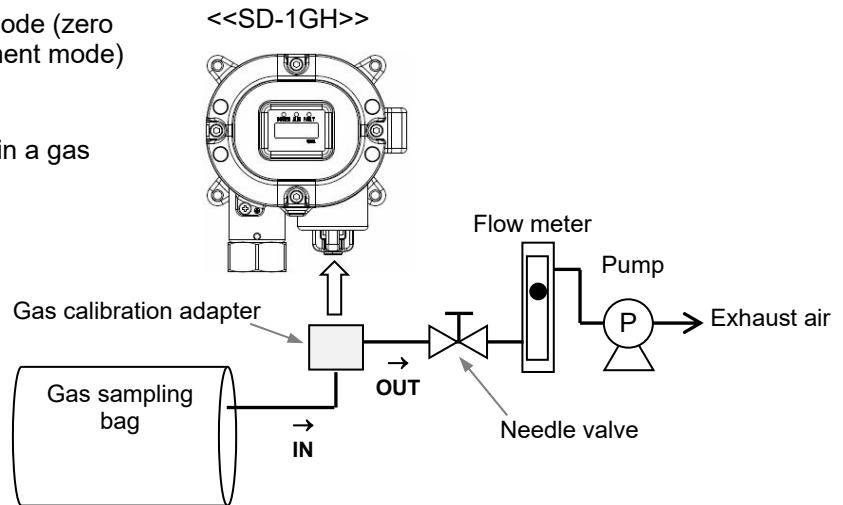 ode (zero
nent mode)
<<SD-1GH>>
in a gas
Flow meter
Pump
Gas calibration adapter
P
Exhaust air
→
OUT
Gas sampling
bag
→
IN
Needle valve